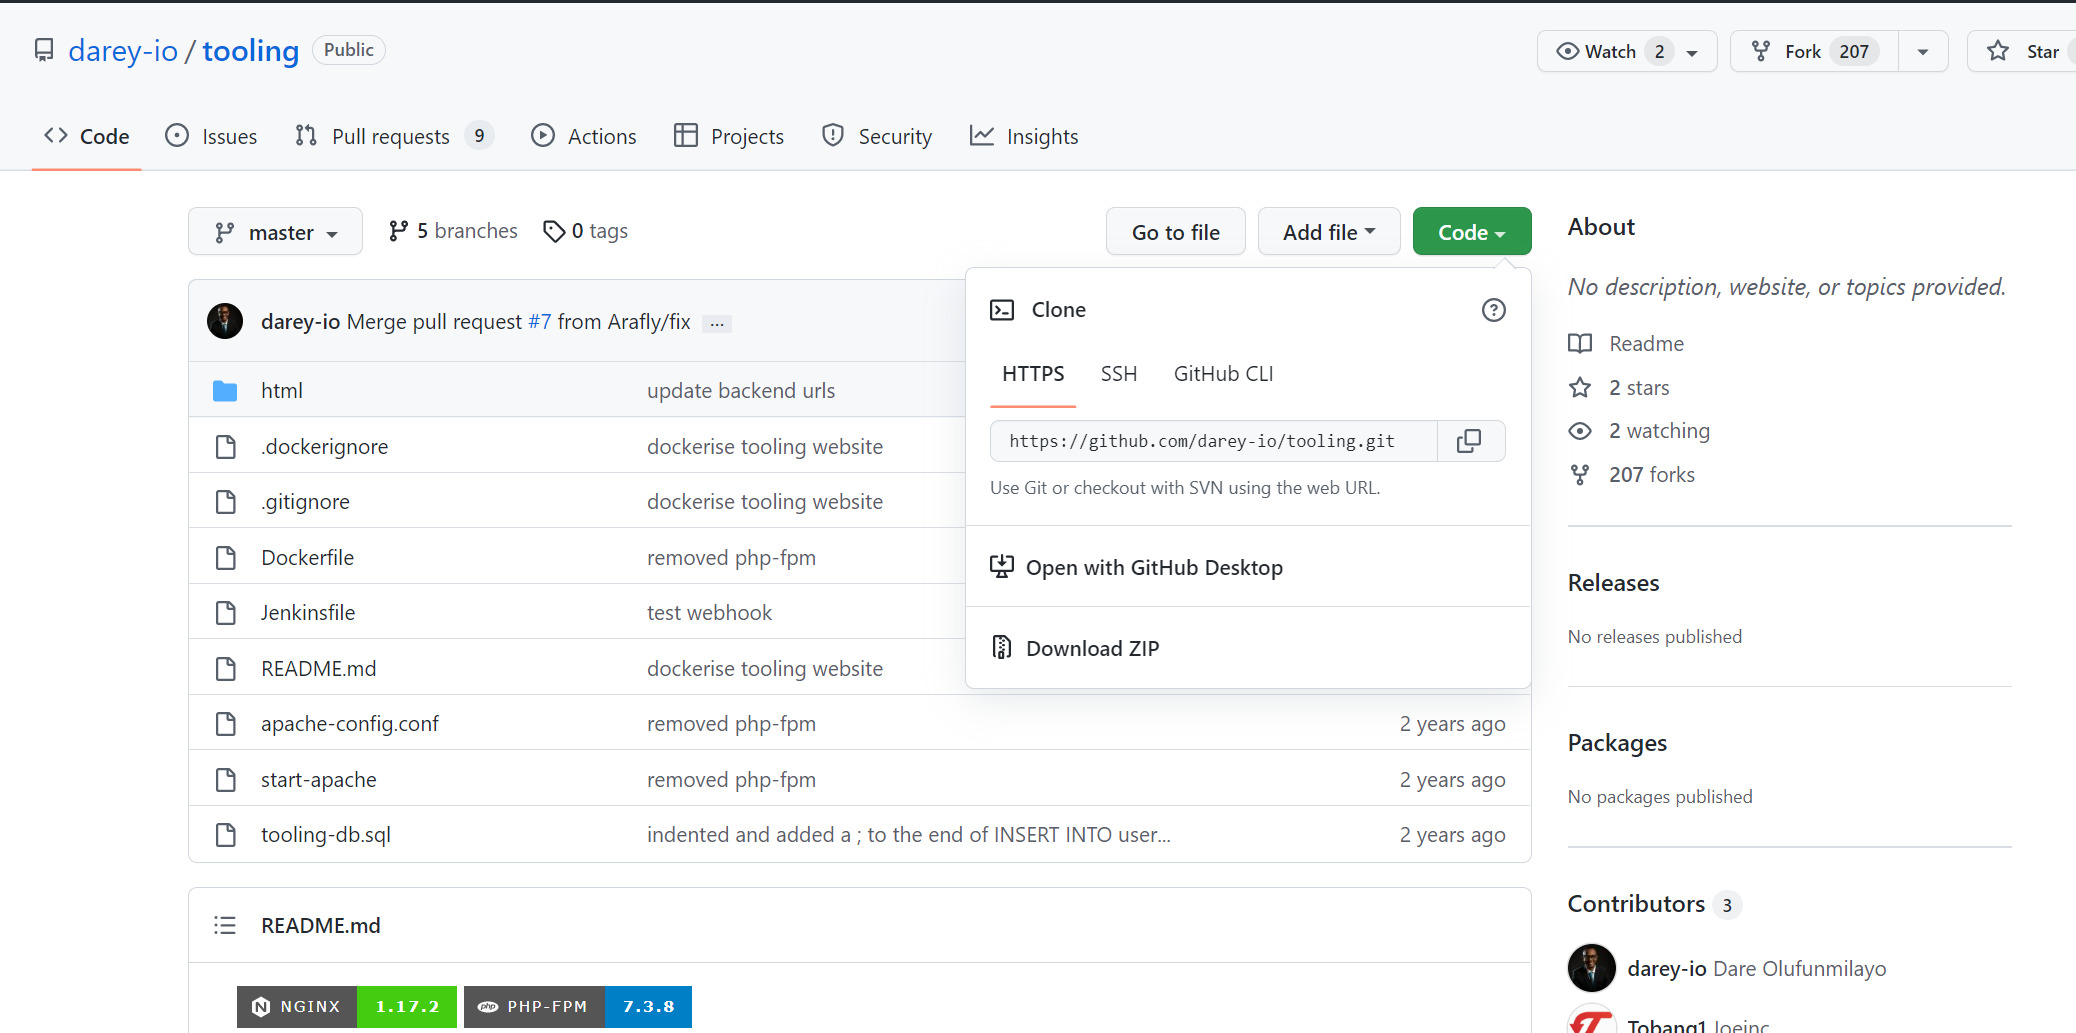 darey-io / tooling Public
Watch 2
Fork 207
Star
Code
Issues
Pull requests 9
Actions
Projects
Security
Insights
master
5 branches
0 tags
Go to file
Add file
Code
darey-io Merge pull request #7 from Arafly/fix ...
html update backend urls
.dockerignore dockerise tooling website
.gitignore dockerise tooling website
Dockerfile removed php-fpm
Jenkinsfile test webhook
README.md dockerise tooling website
apache-config.conf removed php-fpm 2 years ago
start-apache removed php-fpm 2 years ago
tooling-db.sql indented and added a ; to the end of INSERT INTO user... 2 years ago
Clone
HTTPS SSH GitHub CLI
https://github.com/darey-io/tooling.git
Use Git or checkout with SVN using the web URL.
Open with GitHub Desktop
Download ZIP
README.md
NGINX 1.17.2
php PHP-FPM 7.3.8
About
No description, website, or topics provided.
Readme
2 stars
2 watching
207 forks
Releases
No releases published
Packages
No packages published
Contributors 3
darey-io Dare Olufunmilayo
Tobang1 Joeinc